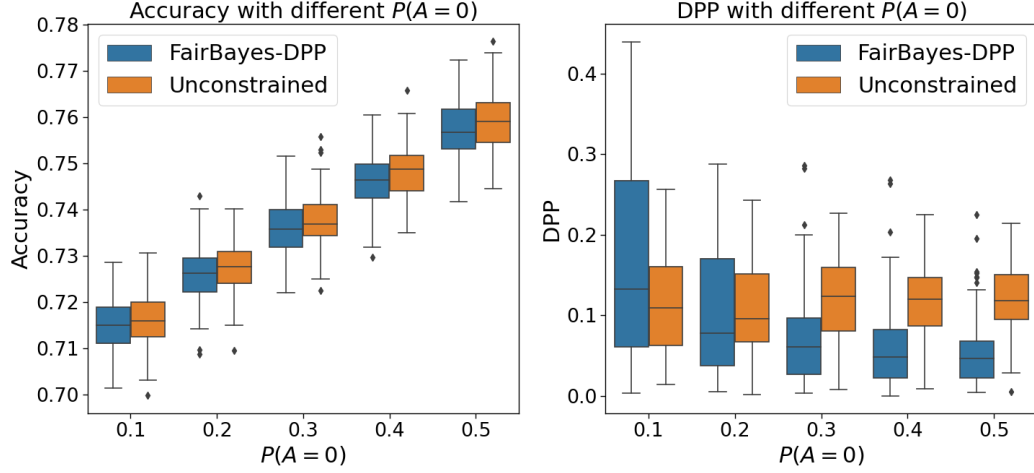 Accuracy with different P(A = 0)
FairBayes-DPP
Unconstrained
Accuracy
0.78
0.77
0.76
0.75
0.74
0.73
0.72
0.71
0.70
0.1 0.2 0.3 0.4 0.5
P(A = 0)
DPP with different P(A = 0)
FairBayes-DPP
Unconstrained
DPP
0.4
0.3
0.2
0.1
0.0
0.1 0.2 0.3 0.4 0.5
P(A = 0)